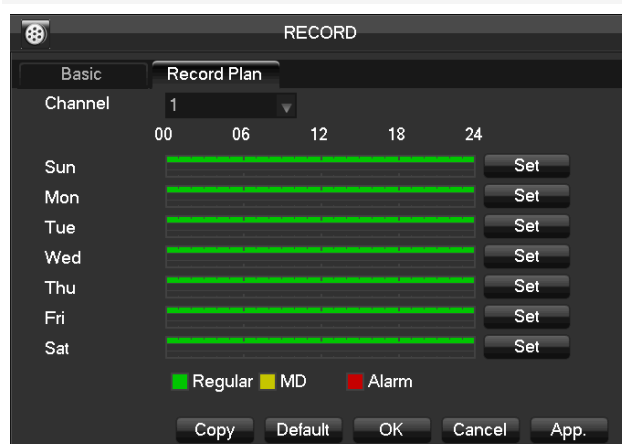 RECORD
Basic Record Plan
Channel 1
00 06 12 18 24
Sun Set
Mon Set
Tue Set
Wed Set
Thu Set
Fri Set
Sat Set
Regular MD Alarm
Copy Default OK Cancel App.